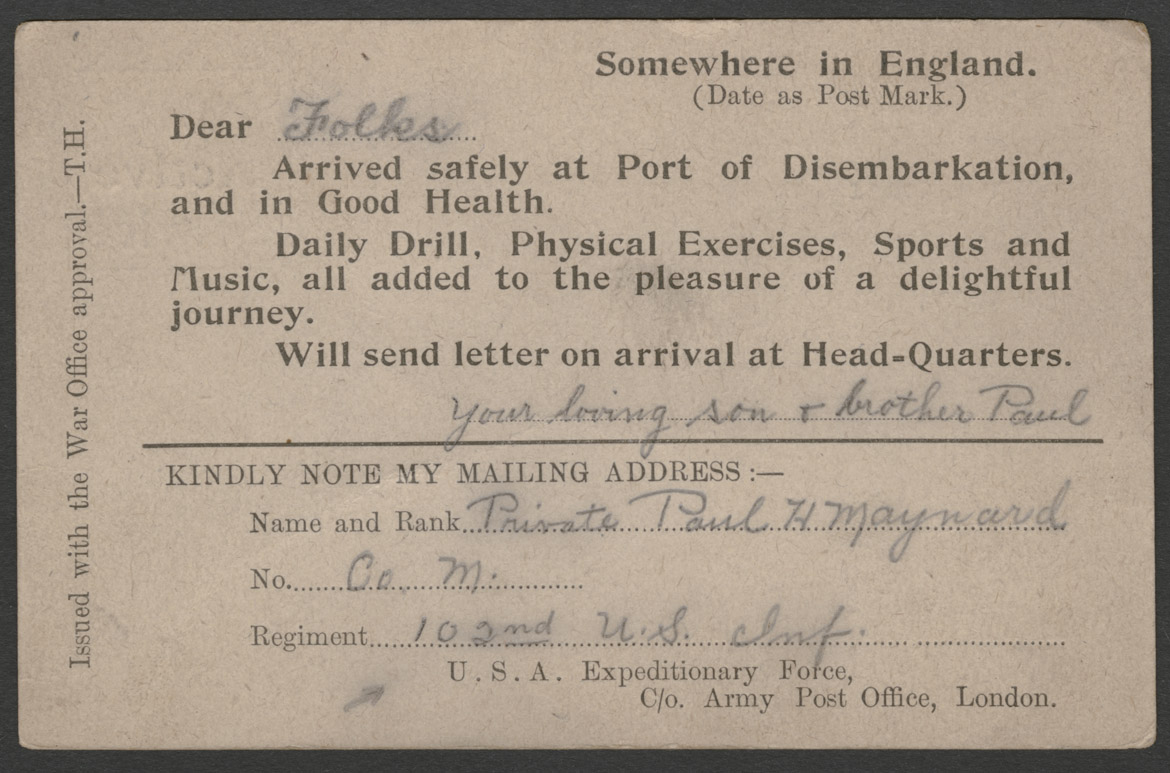 Somewhere in England.
(Date as Post Mark.)
Dear Folks
Arrived safely at Port of Disembarkation,
and in Good Health.
Daily Drill, Physical Exercises, Sports and
Music, all added to the pleasure of a delightful
journey.
Will send letter on arrival at Head-Quarters.
Your loving son & brother Paul
KINDLY NOTE MY MAILING ADDRESS :—
Name and Rank Private Paul H Maynard
No. Co. M.
Regiment 102nd U.S. Inf.
U.S.A. Expeditionary Force,
C/o. Army Post Office, London.
Issued with the War Office approval.—T.H.